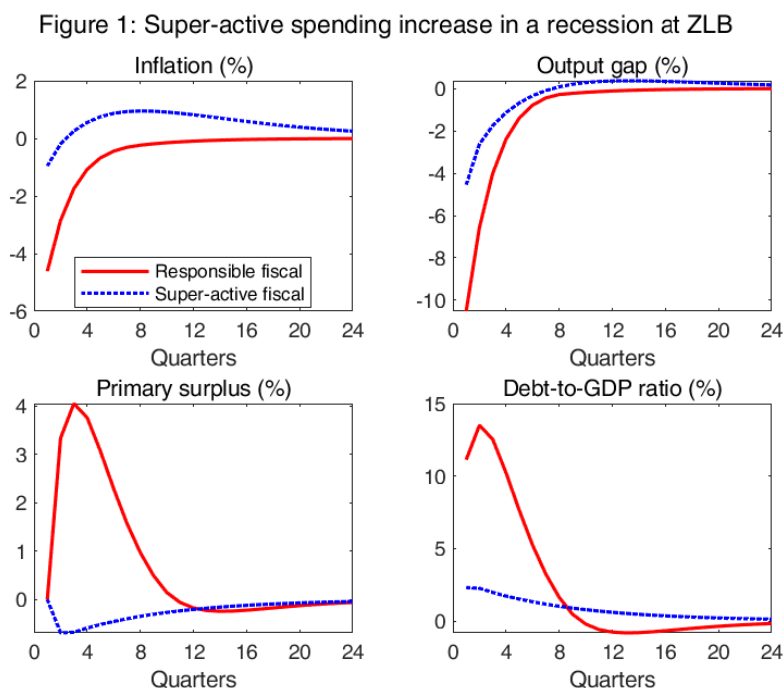 Figure 1: Super-active spending increase in a recession at ZLB
Inflation (%)
2
0
-2
-4
-6
Responsible fiscal
Super-active fiscal
0 4 8 12 16 20 24
Quarters
Output gap (%)
0
-2
-4
-6
-8
-10
0 4 8 12 16 20 24
Quarters
Primary surplus (%)
4
3
2
1
0
0 4 8 12 16 20 24
Quarters
Debt-to-GDP ratio (%)
15
10
5
0
0 4 8 12 16 20 24
Quarters